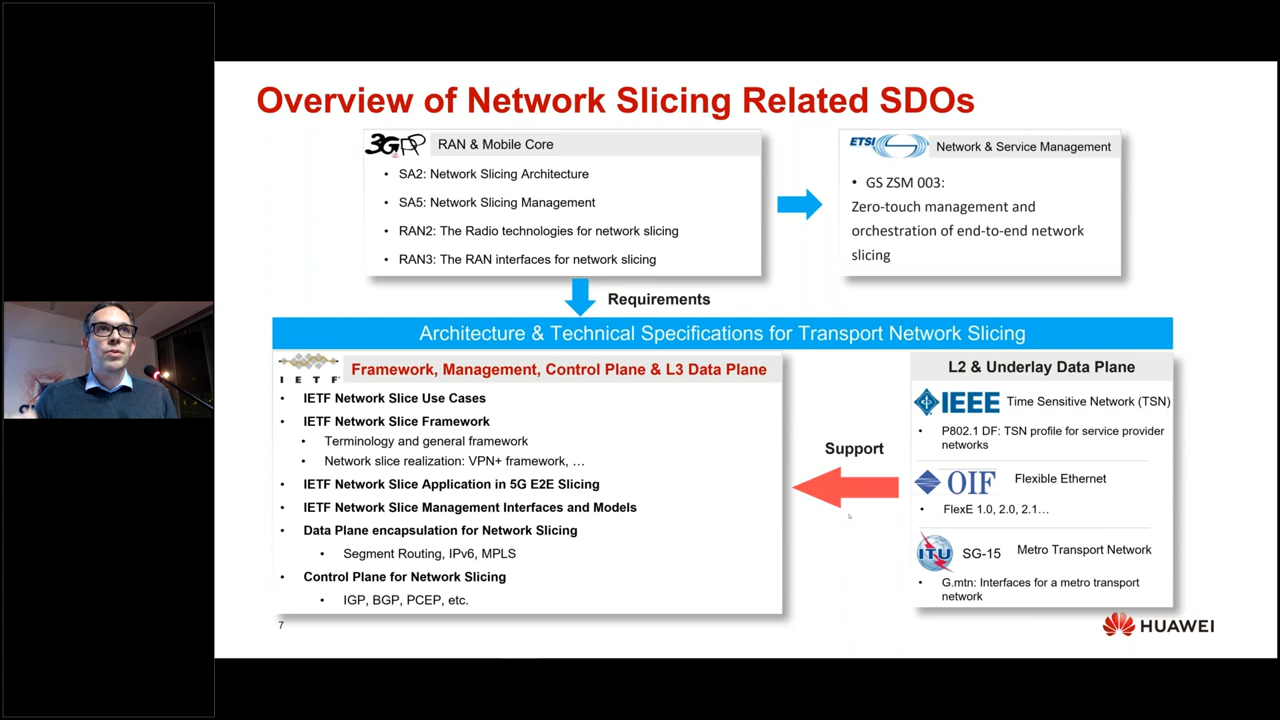 Overview of Network Slicing Related SDOs
3GPP
RAN & Mobile Core
• SA2: Network Slicing Architecture
• SA5: Network Slicing Management
• RAN2: The Radio technologies for network slicing
• RAN3: The RAN interfaces for network slicing
ETSI
Network & Service Management
• GS ZSM 003:
Zero-touch management and
orchestration of end-to-end network
slicing
Requirements
Architecture & Technical Specifications for Transport Network Slicing
IETF
Framework, Management, Control Plane & L3 Data Plane
• IETF Network Slice Use Cases
• IETF Network Slice Framework
• Terminology and general framework
• Network slice realization: VPN+ framework, …
• IETF Network Slice Application in 5G E2E Slicing
• IETF Network Slice Management Interfaces and Models
• Data Plane encapsulation for Network Slicing
• Segment Routing, IPv6, MPLS
• Control Plane for Network Slicing
• IGP, BGP, PCEP, etc.
Support
L2 & Underlay Data Plane
IEEE Time Sensitive Network (TSN)
• P802.1 DF: TSN profile for service provider
networks
OIF Flexible Ethernet
• FlexE 1.0, 2.0, 2.1…
ITU SG-15 Metro Transport Network
• G.mtn: Interfaces for a metro transport
network
7
HUAWEI